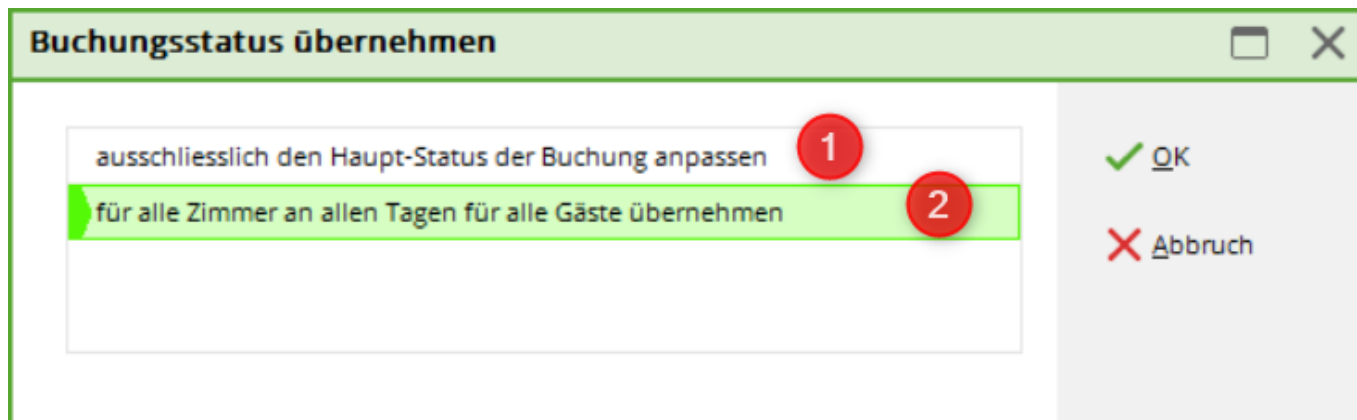 Buchungsstatus übernehmen
ausschliesslich den Haupt-Status der Buchung anpassen 1
OK
für alle Zimmer an allen Tagen für alle Gäste übernehmen 2
Abbruch